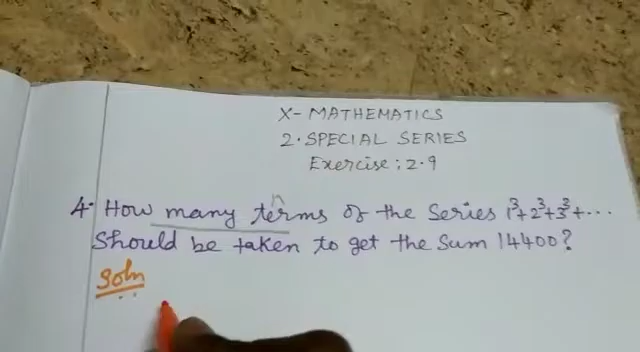 X- MATHEMATICS
2. SPECIAL SERIES
Exercise: 2.9
n
4. How many terms of the Series 1³+2³+3³+...
Should be taken to get the Sum 14400?
Soln